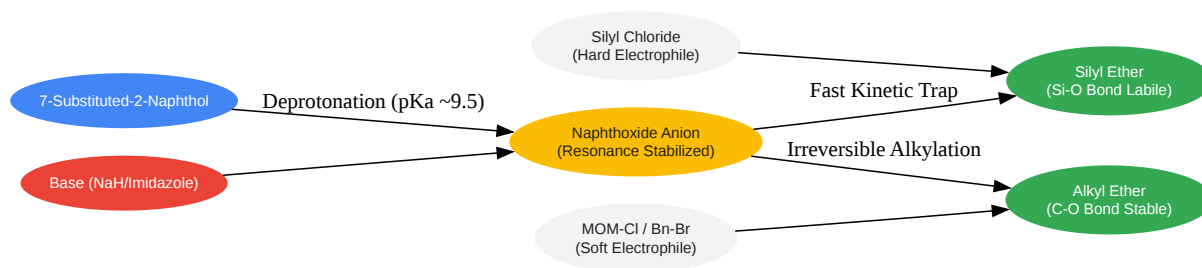 Silyl Chloride
(Hard Electrophile)
Silyl Ether
(Si-O Bond Labile)
7-Substituted-2-Naphthol
Deprotonation (pKa ~9.5)
Fast Kinetic Trap
Naphthoxide Anion
(Resonance Stabilized)
Irreversible Alkylation
Base (NaH/Imidazole)
Alkyl Ether
(C-O Bond Stable)
MOM-Cl / Bn-Br
(Soft Electrophile)